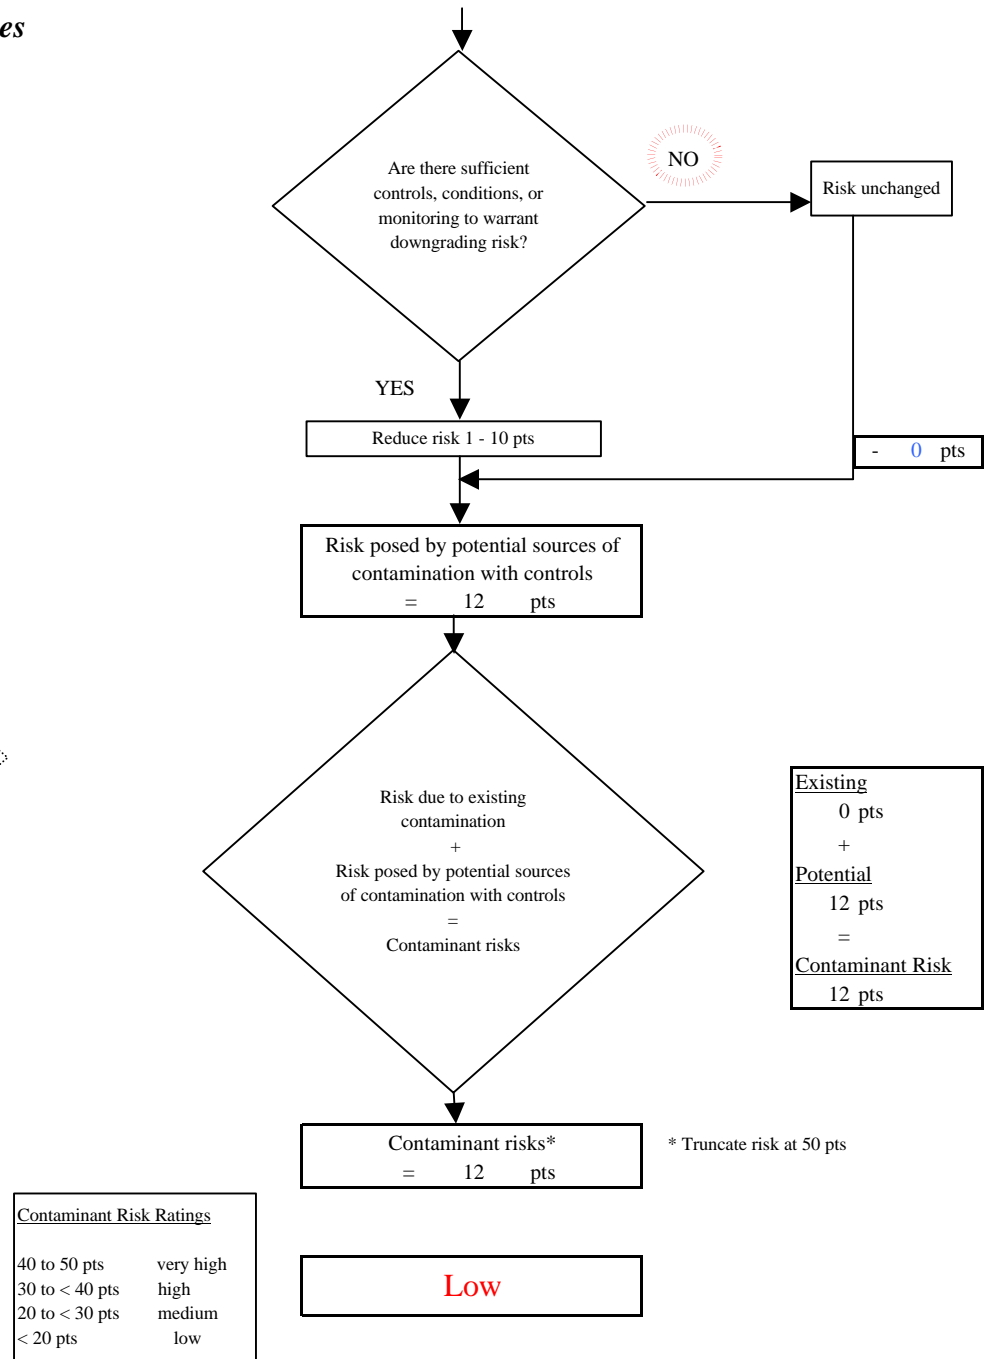 es
Are there sufficient
controls, conditions, or
monitoring to warrant
downgrading risk?
NO
Risk unchanged
YES
Reduce risk 1 - 10 pts
- 0 pts
Risk posed by potential sources of
contamination with controls
= 12 pts
Risk due to existing
contamination
+
Risk posed by potential sources
of contamination with controls
=
Contaminant risks
Existing
0 pts
+
Potential
12 pts
=
Contaminant Risk
12 pts
Contaminant risks*
= 12 pts
* Truncate risk at 50 pts
Contaminant Risk Ratings
40 to 50 pts very high
30 to < 40 pts high
20 to < 30 pts medium
< 20 pts low
Low